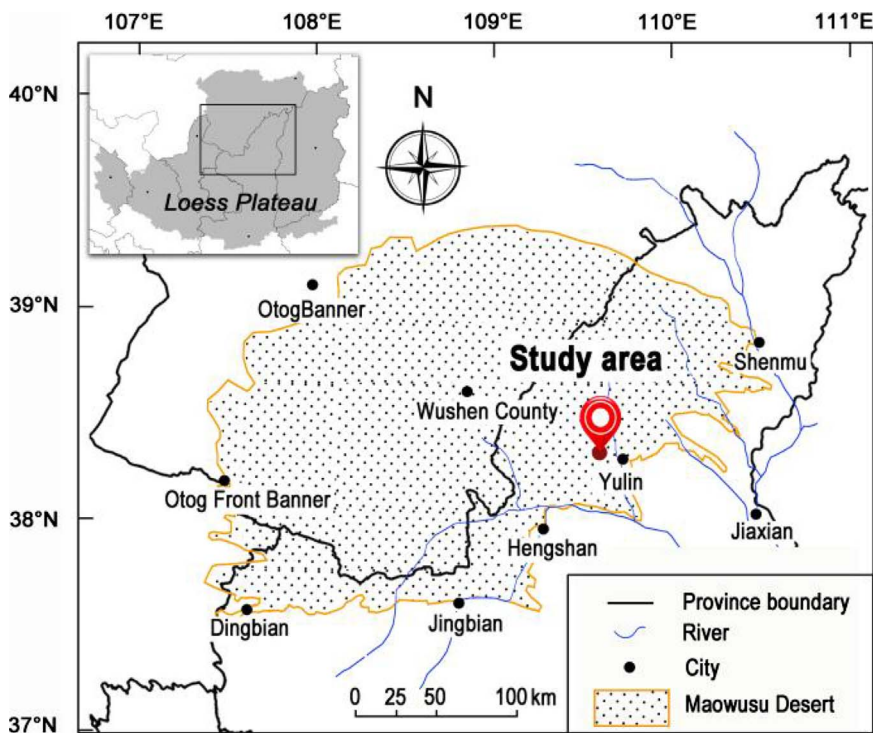 107°E
108°E
109°E
110°E
111°E
40°N
39°N
38°N
37°N
Loess Plateau
N
OtogBanner
Study area
Shenmu
Wushen County
Yulin
Otog Front Banner
Jiaxian
Hengshan
Dingbian
Jingbian
0 25 50 100 km
Province boundary
River
City
Maowusu Desert